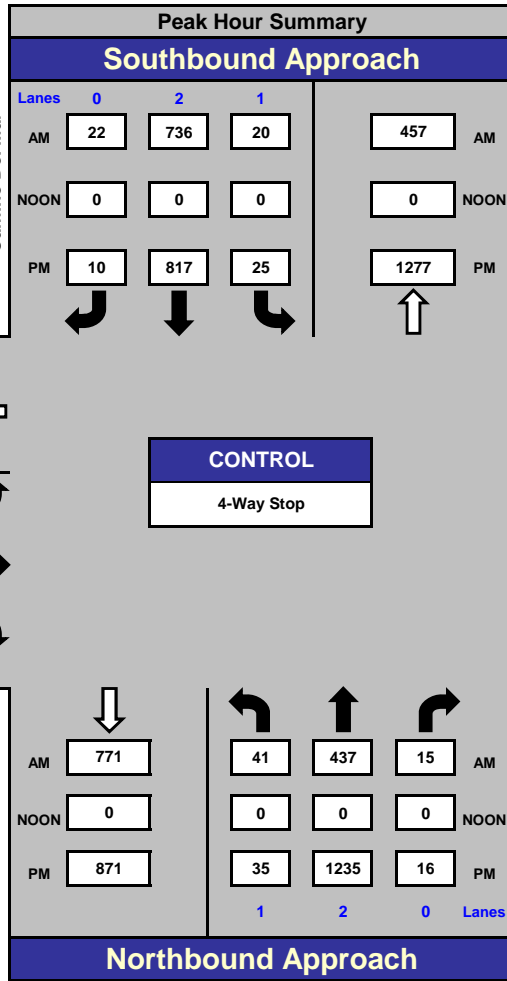 Peak Hour Summary
Southbound Approach
Lanes 0 2 1
AM 22 736 20 457 AM
NOON 0 0 0 0 NOON
PM 10 817 25 1277 PM
CONTROL
4-Way Stop
AM 771 41 437 15 AM
NOON 0 0 0 0 NOON
PM 871 35 1235 16 PM
1 2 0 Lanes
Northbound Approach